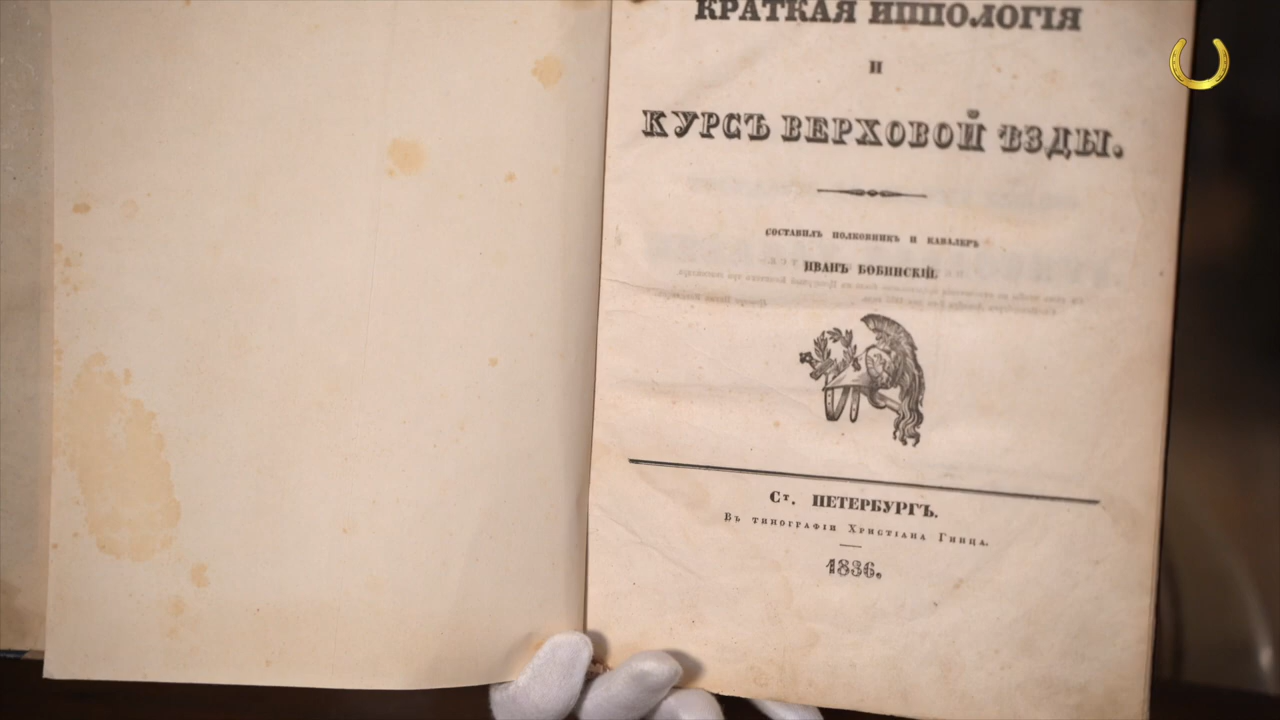 КРАТКАЯ ИППОЛОГІЯ
И
КУРСЪ ВЕРХОВОЙ ѢЗДЫ.
СОСТАВИЛЪ ПОЛКОВНИКЪ И КАВАЛЕРЪ
ИВАНЪ БОБИНСКІЙ.
Ст. ПЕТЕРБУРГЪ.
Въ типографіи Христіана Гинца.
1836.